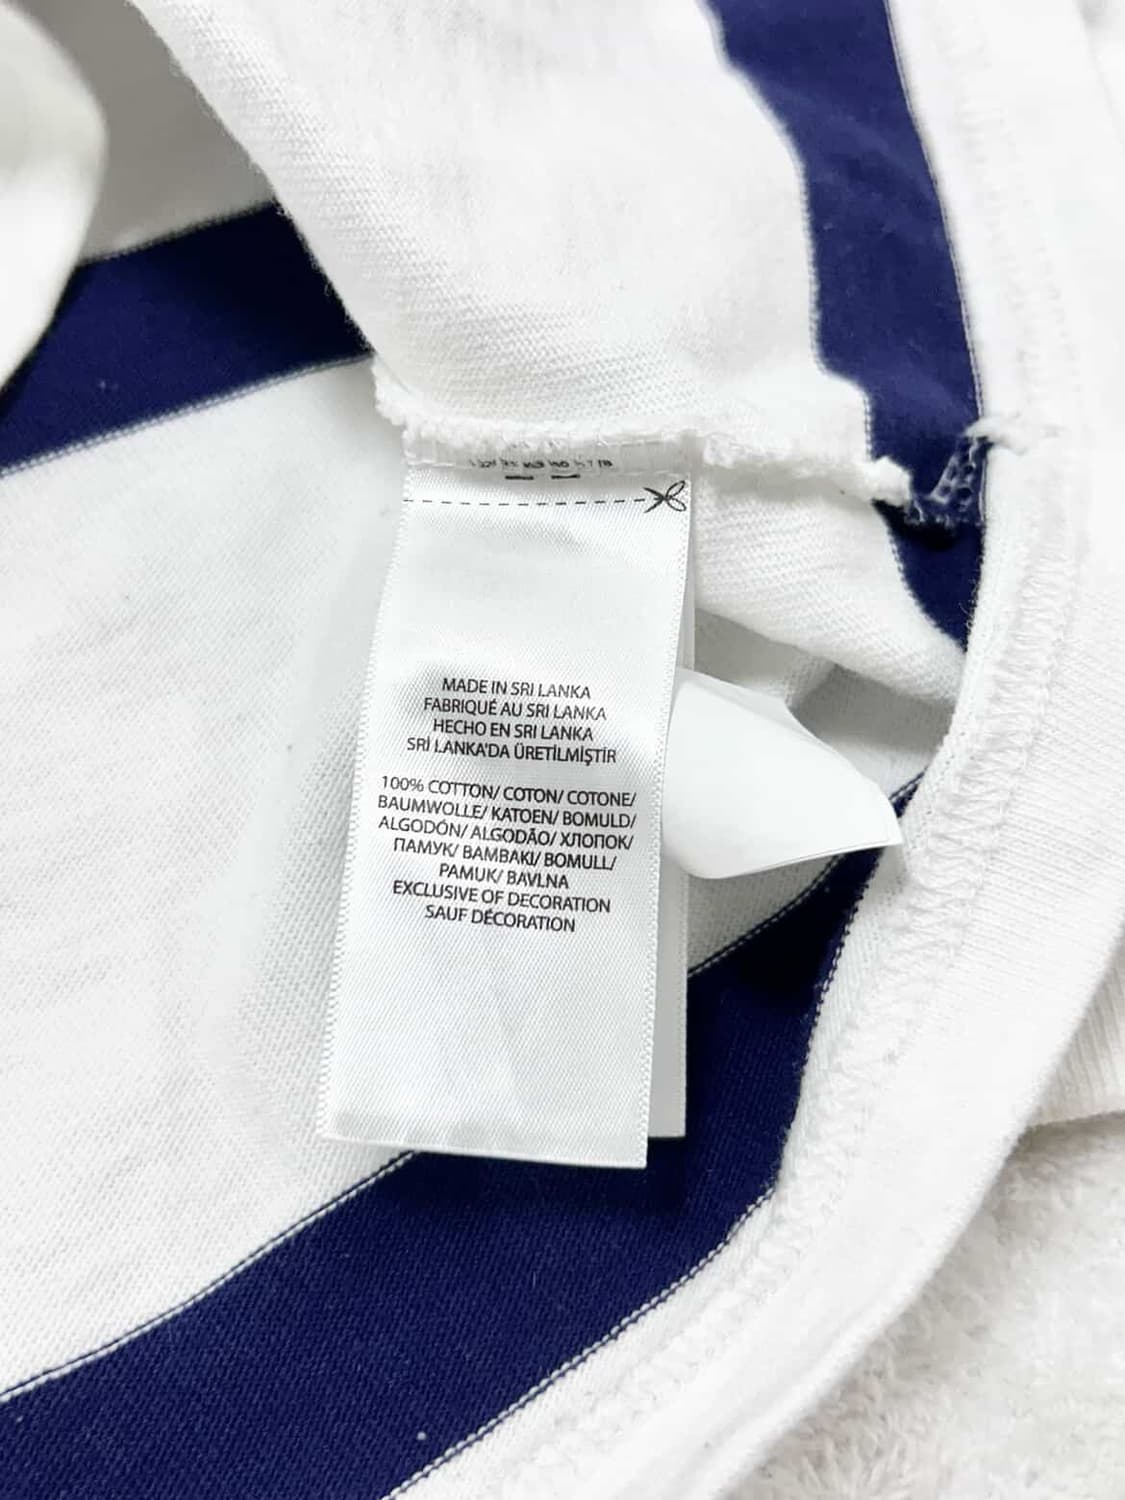 MADE IN SRI LANKA
FABRIQUÉ AU SRI LANKA
HECHO EN SRI LANKA
SRİ LANKA'DA ÜRETİLMİŞTİR
100% COTTON/ COTON/ COTONE/
BAUMWOLLE/ KATOEN/ BOMULD/
ALGODÓN/ ALGODÃO/ ХЛОПОК/
ПАМУК/ BAMBAKI/ BOMULL/
PAMUK/ BAVLNA
EXCLUSIVE OF DECORATION
SAUF DÉCORATION